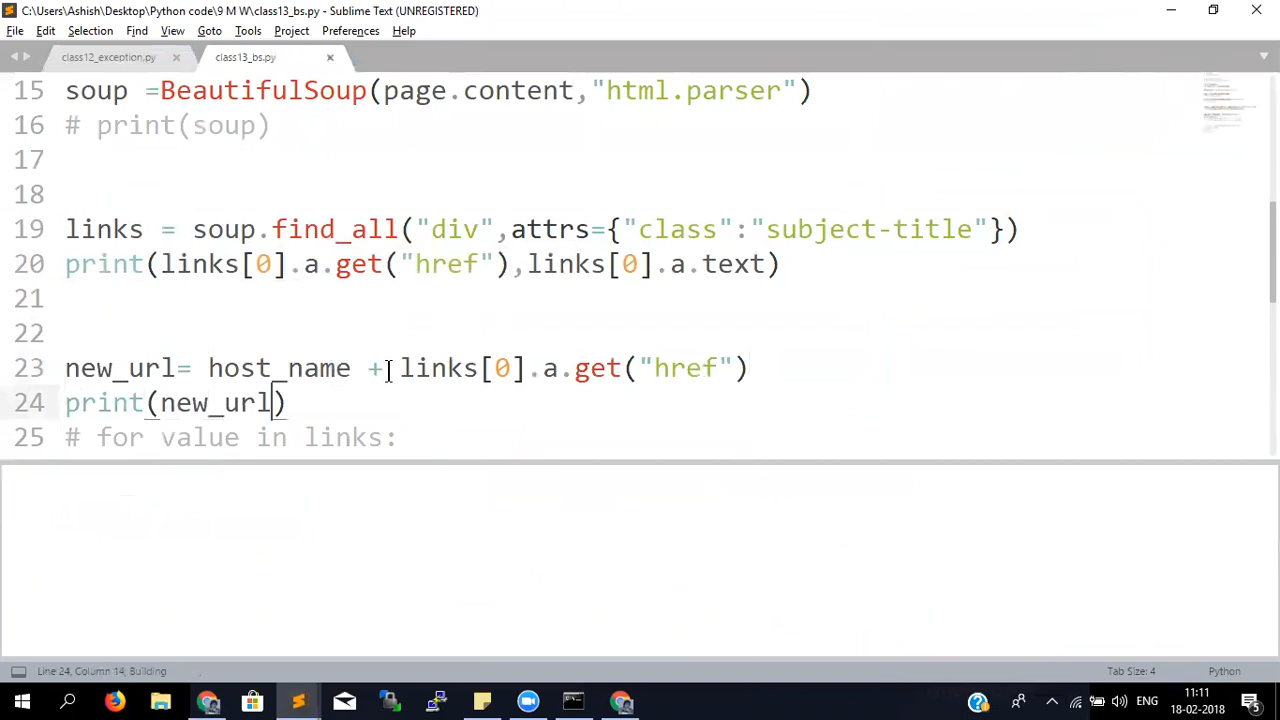 C:\Users\Ashish\Desktop\Python code\9 M W\class13_bs.py - Sublime Text (UNREGISTERED)
File Edit Selection Find View Goto Tools Project Preferences Help
class12_exception.py class13_bs.py
15 soup =BeautifulSoup(page.content,"html.parser")
16 # print(soup)
17
18
19 links = soup.find_all("div",attrs={"class":"subject-title"})
20 print(links[0].a.get("href"),links[0].a.text)
21
22
23 new_url= host_name + links[0].a.get("href")
24 print(new_url)
25 # for value in links:
Line 24, Column 14; Building Tab Size: 4 Python
ENG 11:11
18-02-2018 5